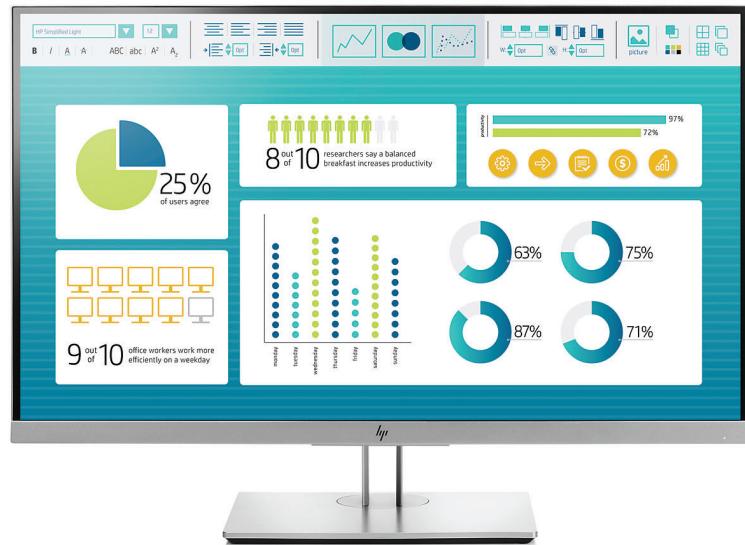 HP Simplified Light
12
0pt
0pt
W:
0pt
H:
0pt
B I A A ABC abc A² A₂
picture
25%
of users agree
8 out of 10 researchers say a balanced
breakfast increases productivity
productivity
97%
72%
$
9 out of 10 office workers work more
efficiently on a weekday
monday
tuesday
wednesday
thursday
friday
saturday
sunday
63%
75%
87%
71%
hp